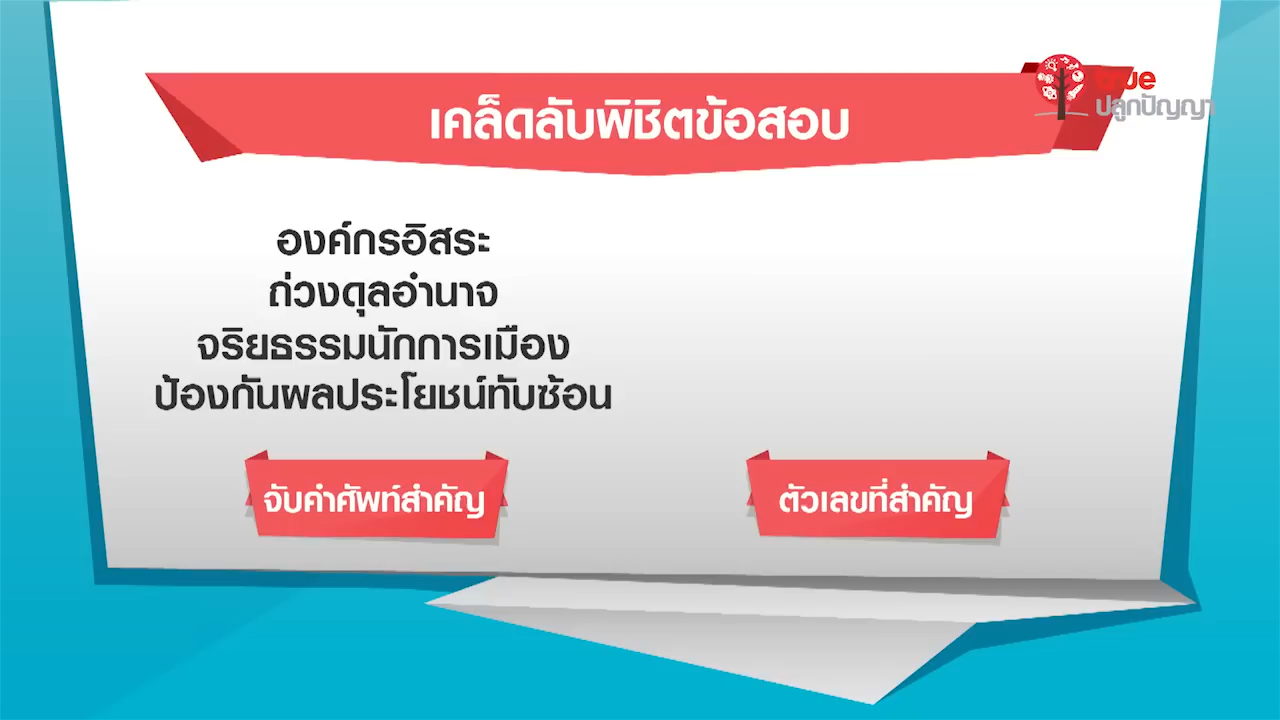 เคล็ดลับพิชิตข้อสอบ
true
ปลูกปัญญา
องค์กรอิสระ
ถ่วงดุลอำนาจ
จริยธรรมนักการเมือง
ป้องกันผลประโยชน์ทับซ้อน
จับคำศัพท์สำคัญ
ตัวเลขที่สำคัญ